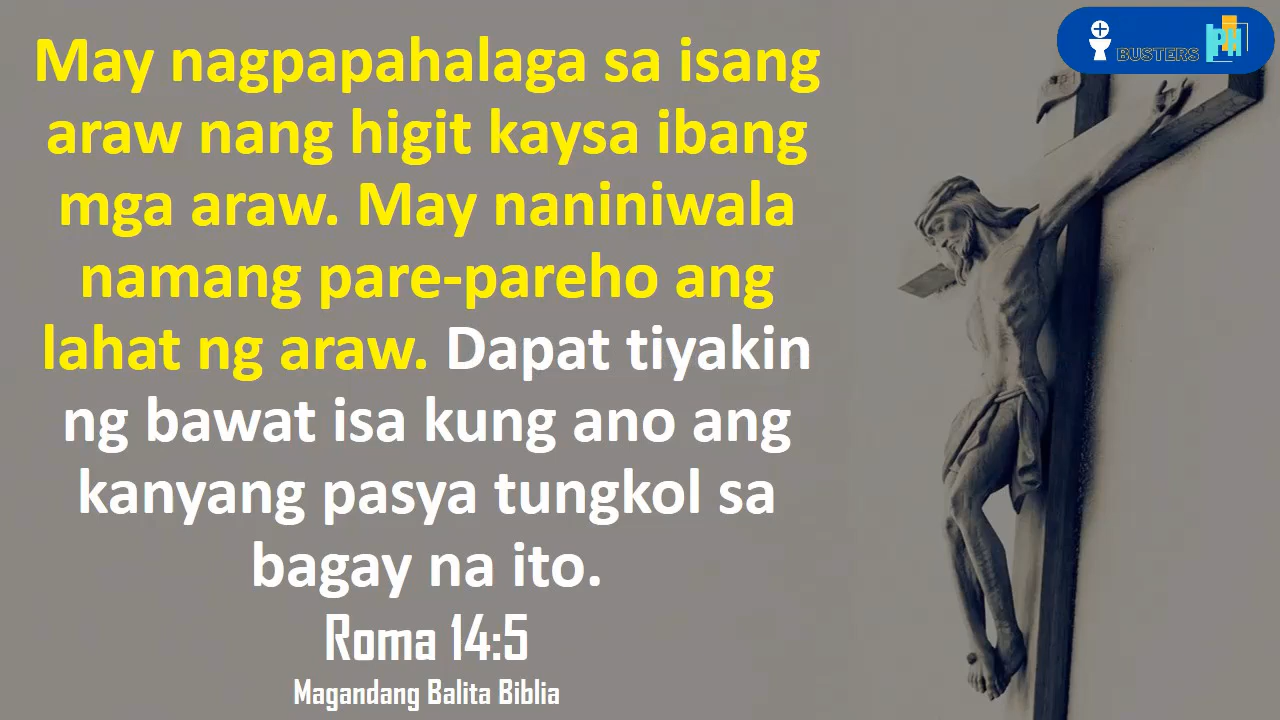 May nagpapahalaga sa isang
araw nang higit kaysa ibang
mga araw. May naniniwala
namang pare-pareho ang
lahat ng araw. Dapat tiyakin
ng bawat isa kung ano ang
kanyang pasya tungkol sa
bagay na ito.
Roma 14:5
Magandang Balita Biblia
BUSTERS PH